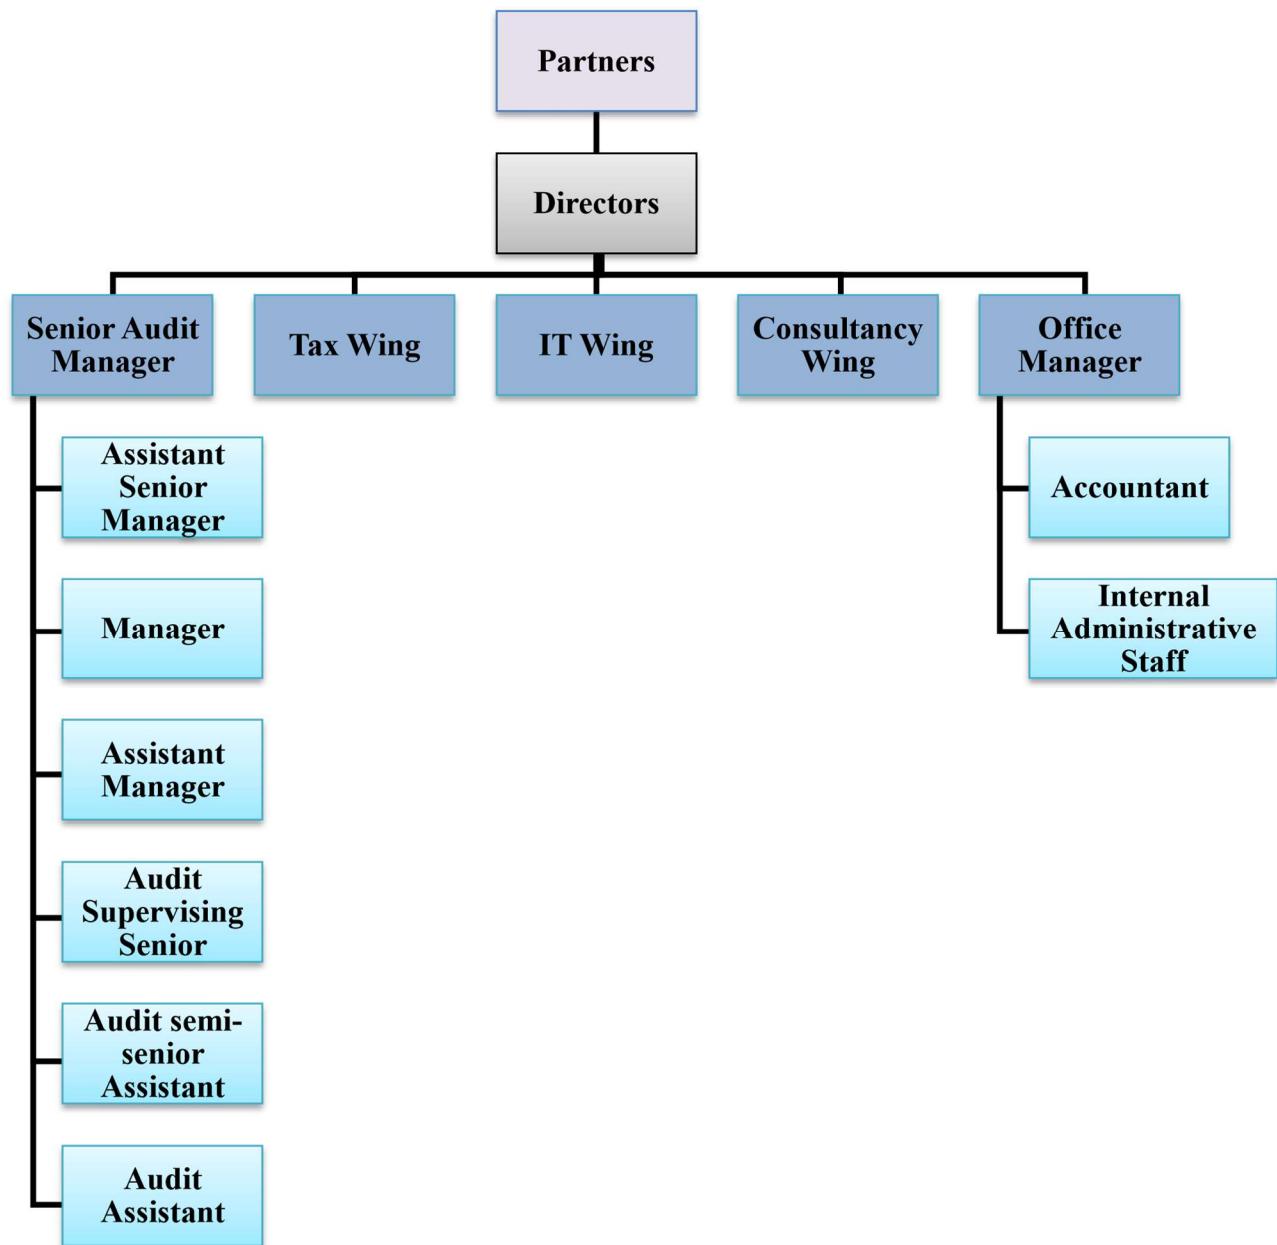 Partners
Directors
Senior Audit
Manager
Tax Wing
IT Wing
Consultancy
Wing
Office
Manager
Assistant
Senior
Manager
Manager
Assistant
Manager
Audit
Supervising
Senior
Audit semi-
senior
Assistant
Audit
Assistant
Accountant
Internal
Administrative
Staff